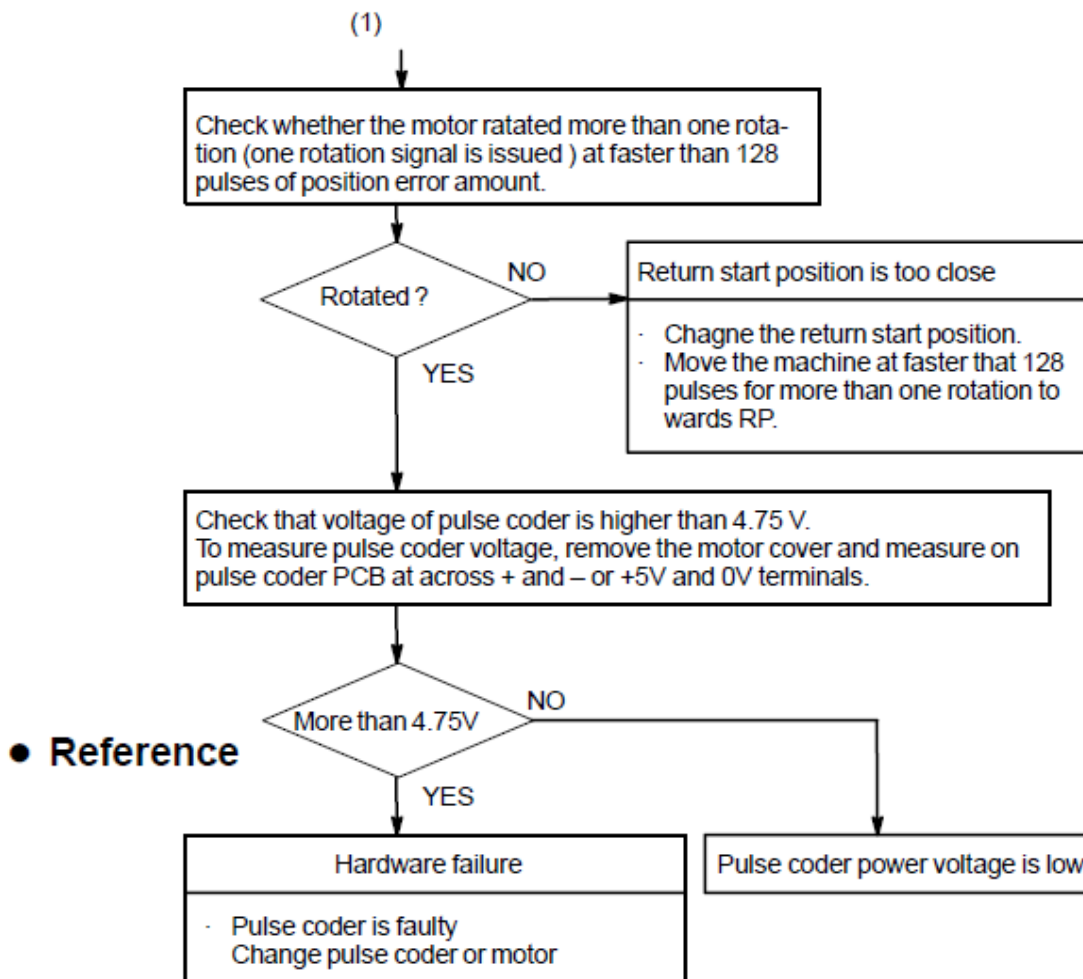 (1)
Check whether the motor ratated more than one rota-
tion (one rotation signal is issued ) at faster than 128
pulses of position error amount.
Rotated ?
NO
Return start position is too close
· Chagne the return start position.
· Move the machine at faster that 128
pulses for more than one rotation to
wards RP.
YES
Check that voltage of pulse coder is higher than 4.75 V.
To measure pulse coder voltage, remove the motor cover and measure on
pulse coder PCB at across + and – or +5V and 0V terminals.
More than 4.75V
NO
● Reference
YES
Hardware failure
· Pulse coder is faulty
Change pulse coder or motor
Pulse coder power voltage is low